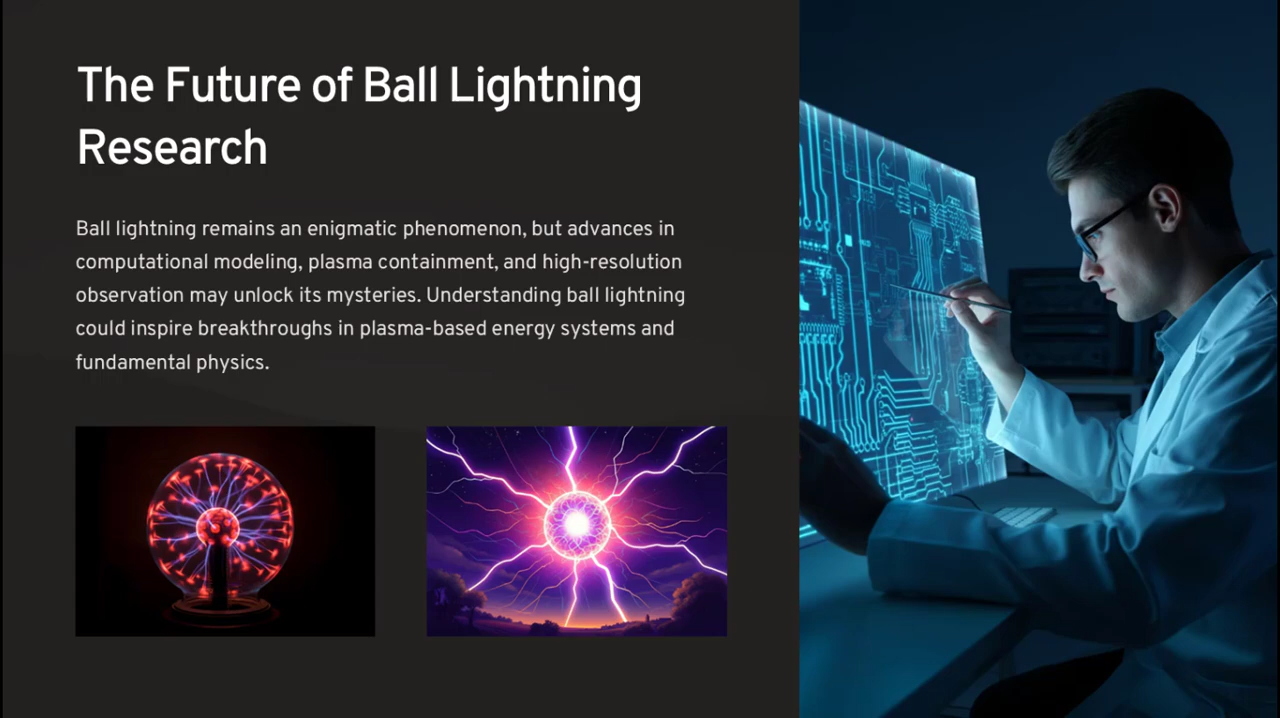 The Future of Ball Lightning
Research
Ball lightning remains an enigmatic phenomenon, but advances in
computational modeling, plasma containment, and high-resolution
observation may unlock its mysteries. Understanding ball lightning
could inspire breakthroughs in plasma-based energy systems and
fundamental physics.